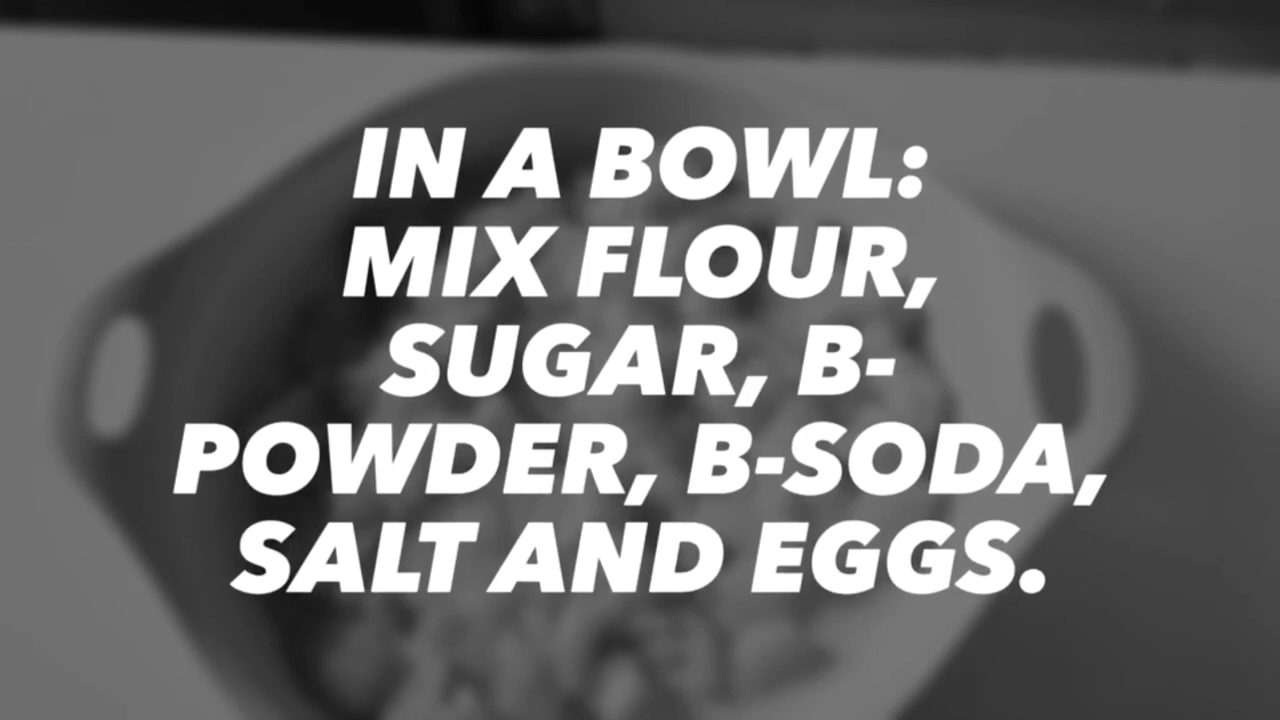 IN A BOWL:
MIX FLOUR,
SUGAR, B-
POWDER, B-SODA,
SALT AND EGGS.